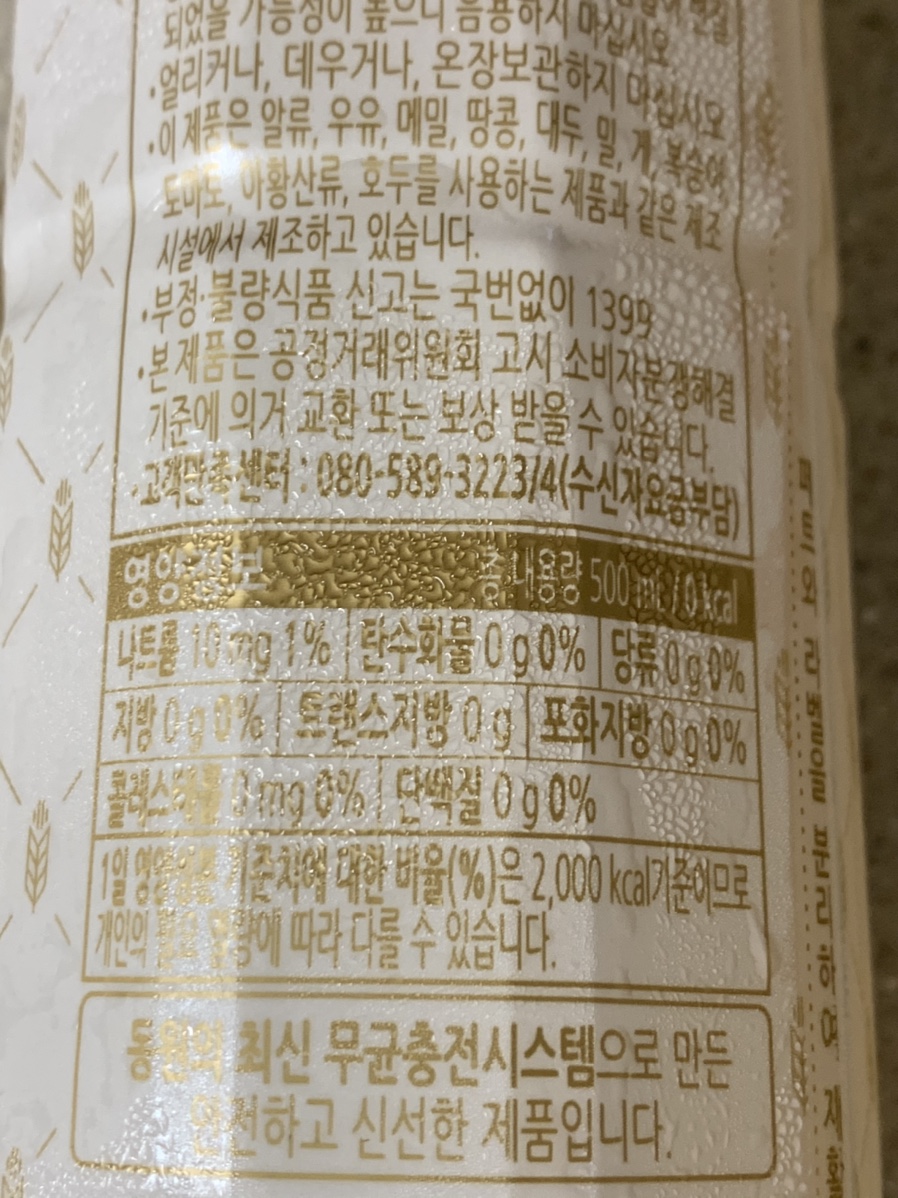 되었을 가능성이 높으니 음용하지 마십시오
·얼리거나, 데우거나, 온장보관하지 마십시오
·이 제품은 알류, 우유, 메밀, 땅콩, 대두, 밀, 게, 복숭아
토마토, 아황산류, 호두를 사용하는 제품과 같은 제조
시설에서 제조하고 있습니다.
·부정·불량식품 신고는 국번없이 1399
·본 제품은 공정거래위원회 고시 소비자분쟁해결
기준에 의거 교환 또는 보상 받을 수 있습니다.
·고객만족센터 : 080-589-3223/4(수신자요금부담)
영양정보 총 내용량 500 mL / 0 kcal
나트륨 10 mg 1% 탄수화물 0 g 0% 당류 0 g 0%
지방 0 g 0% 트랜스지방 0 g 포화지방 0 g 0%
콜레스테롤 0 mg 0% 단백질 0 g 0%
1일 영양성분 기준치에 대한 비율(%)은 2,000 kcal기준이므로
개인의 필요 열량에 따라 다를 수 있습니다.
동원의 최신 무균충전시스템으로 만든
안전하고 신선한 제품입니다.